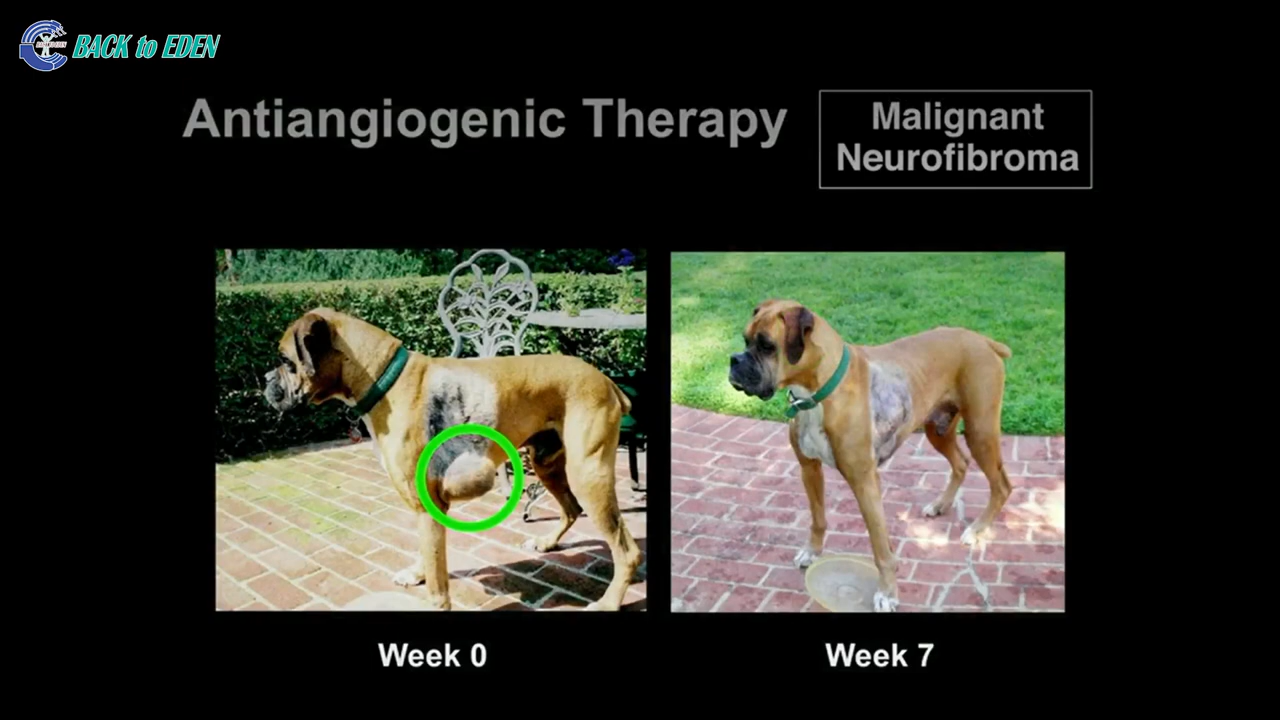 BACK to EDEN
Antiangiogenic Therapy
Malignant
Neurofibroma
Week 0
Week 7